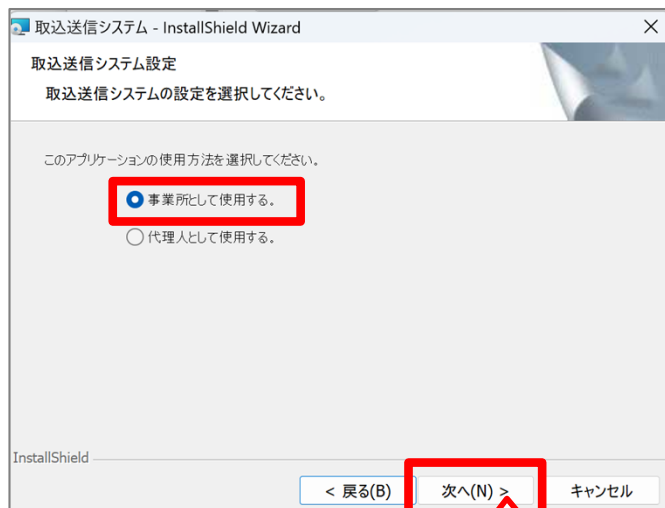 取込送信システム - InstallShield Wizard
取込送信システム設定
取込送信システムの設定を選択してください。
このアプリケーションの使用方法を選択してください。
事業所として使用する。
代理人として使用する。
InstallShield
< 戻る(B)
次へ(N) >
キャンセル